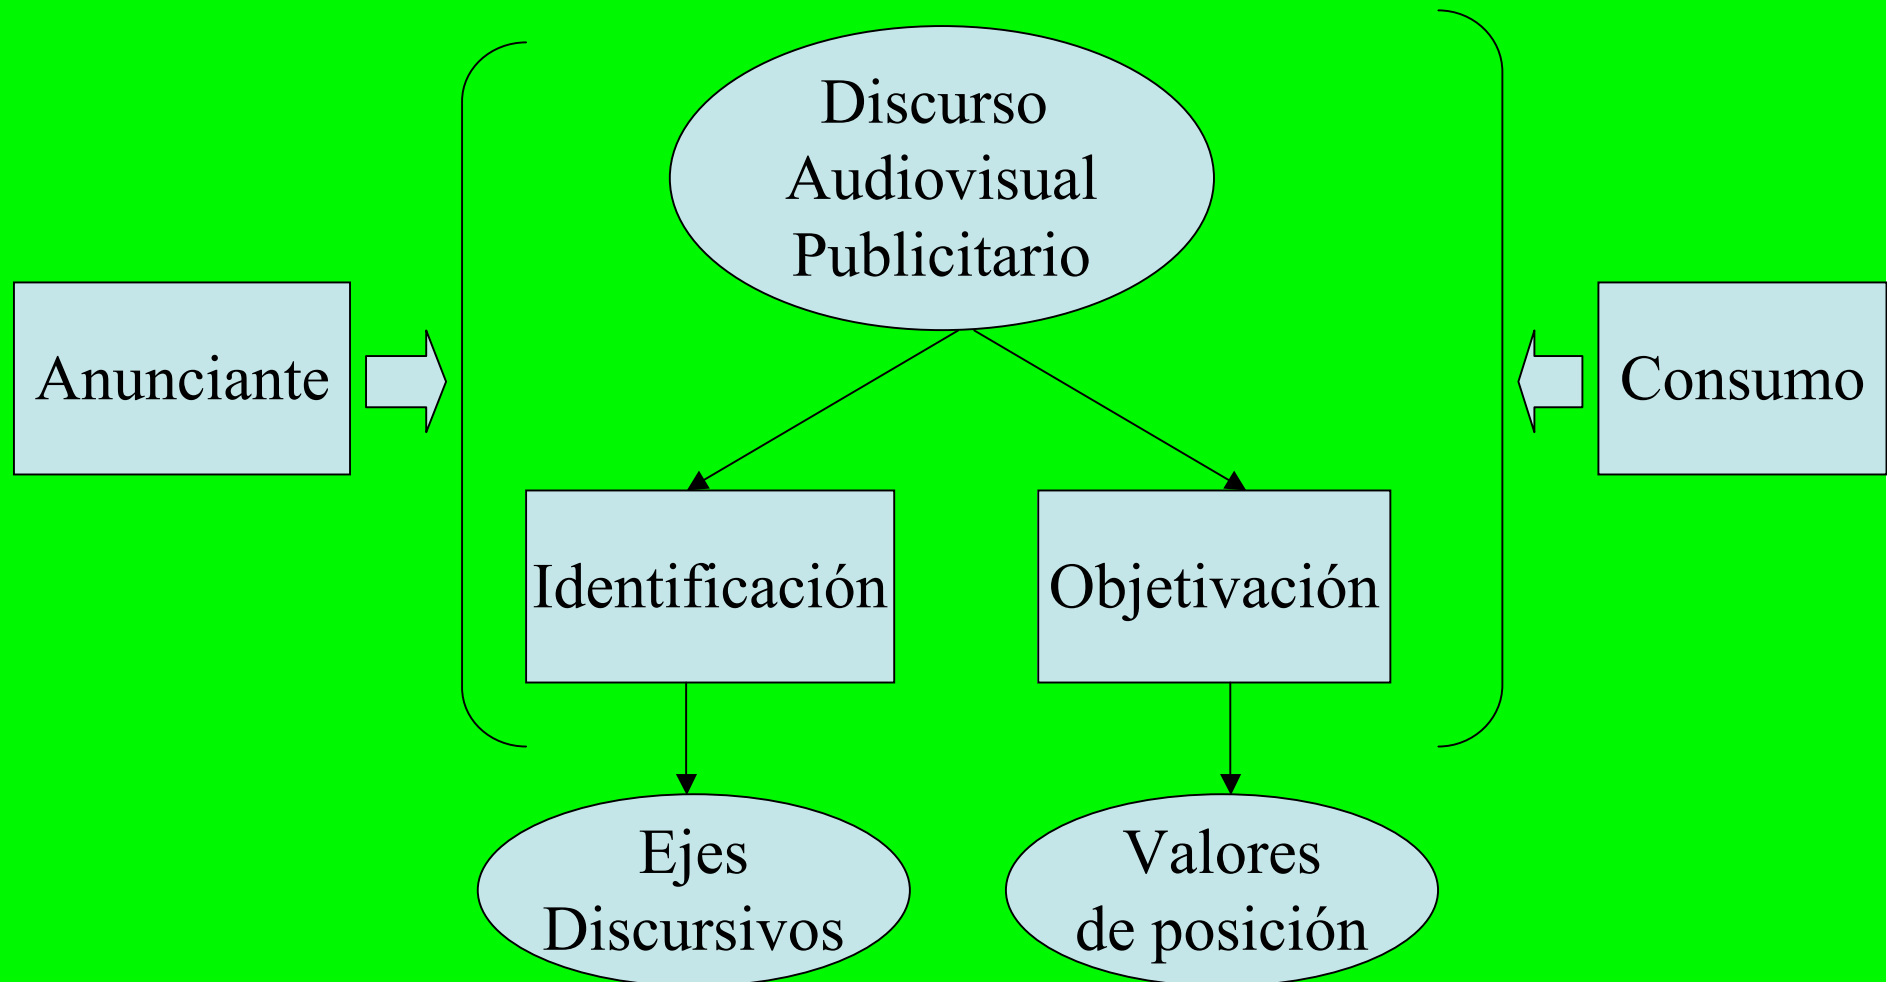 Discurso
Audiovisual
Publicitario
Anunciante
Consumo
Identificación
Objetivación
Ejes
Discursivos
Valores
de posición